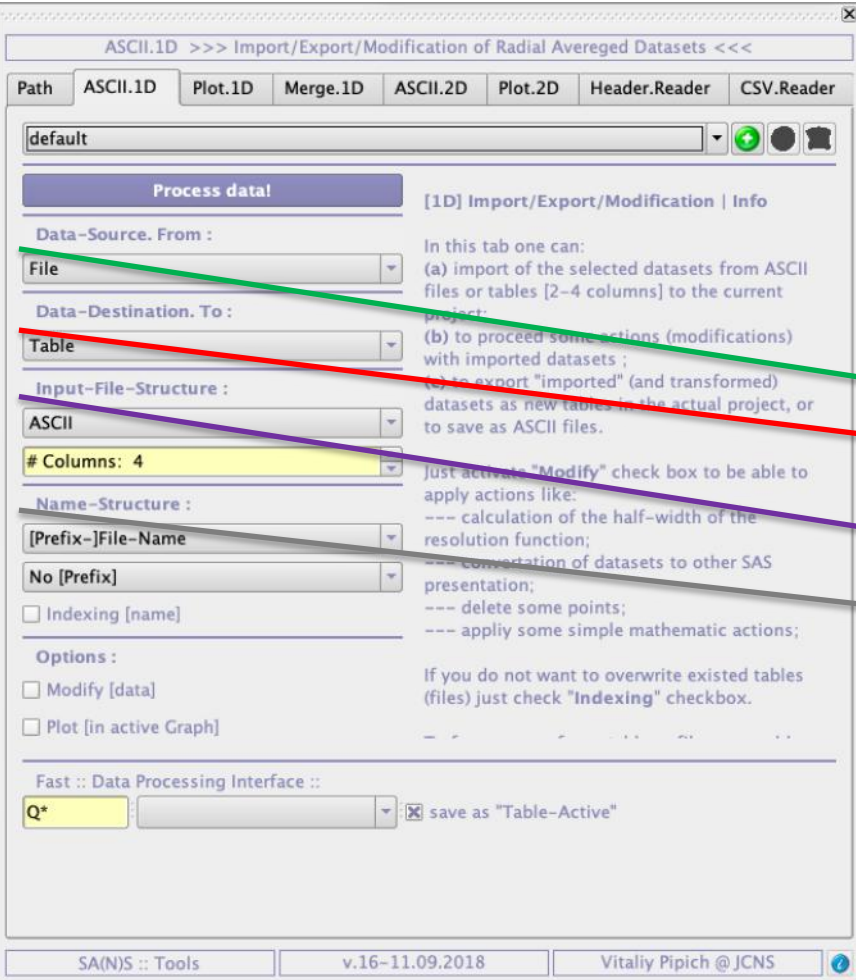 ASCII.1D >>> Import/Export/Modification of Radial Avereged Datasets <<<
Path ASCII.1D Plot.1D Merge.1D ASCII.2D Plot.2D Header.Reader CSV.Reader
default
Process data!
Data-Source. From :
File
Data-Destination. To :
Table
Input-File-Structure :
ASCII
# Columns: 4
Name-Structure :
[Prefix-]File-Name
No [Prefix]
Indexing [name]
Options :
Modify [data]
Plot [in active Graph]
[1D] Import/Export/Modification | Info
In this tab one can:
(a) import of the selected datasets from ASCII
files or tables [2-4 columns] to the current
project;
(b) to proceed some actions (modifications)
with imported datasets ;
(c) to export "imported" (and transformed)
datasets as new tables in the actual project, or
to save as ASCII files.
Just activate "Modify" check box to be able to
apply actions like:
--- calculation of the half-width of the
resolution function;
--- convertation of datasets to other SAS
presentation;
--- delete some points;
--- appliy some simple mathematic actions;
If you do not want to overwrite existed tables
(files) just check "Indexing" checkbox.
Fast :: Data Processing Interface ::
Q*
save as "Table-Active"
SA(N)S :: Tools
v.16-11.09.2018
Vitaliy Pipich @ JCNS